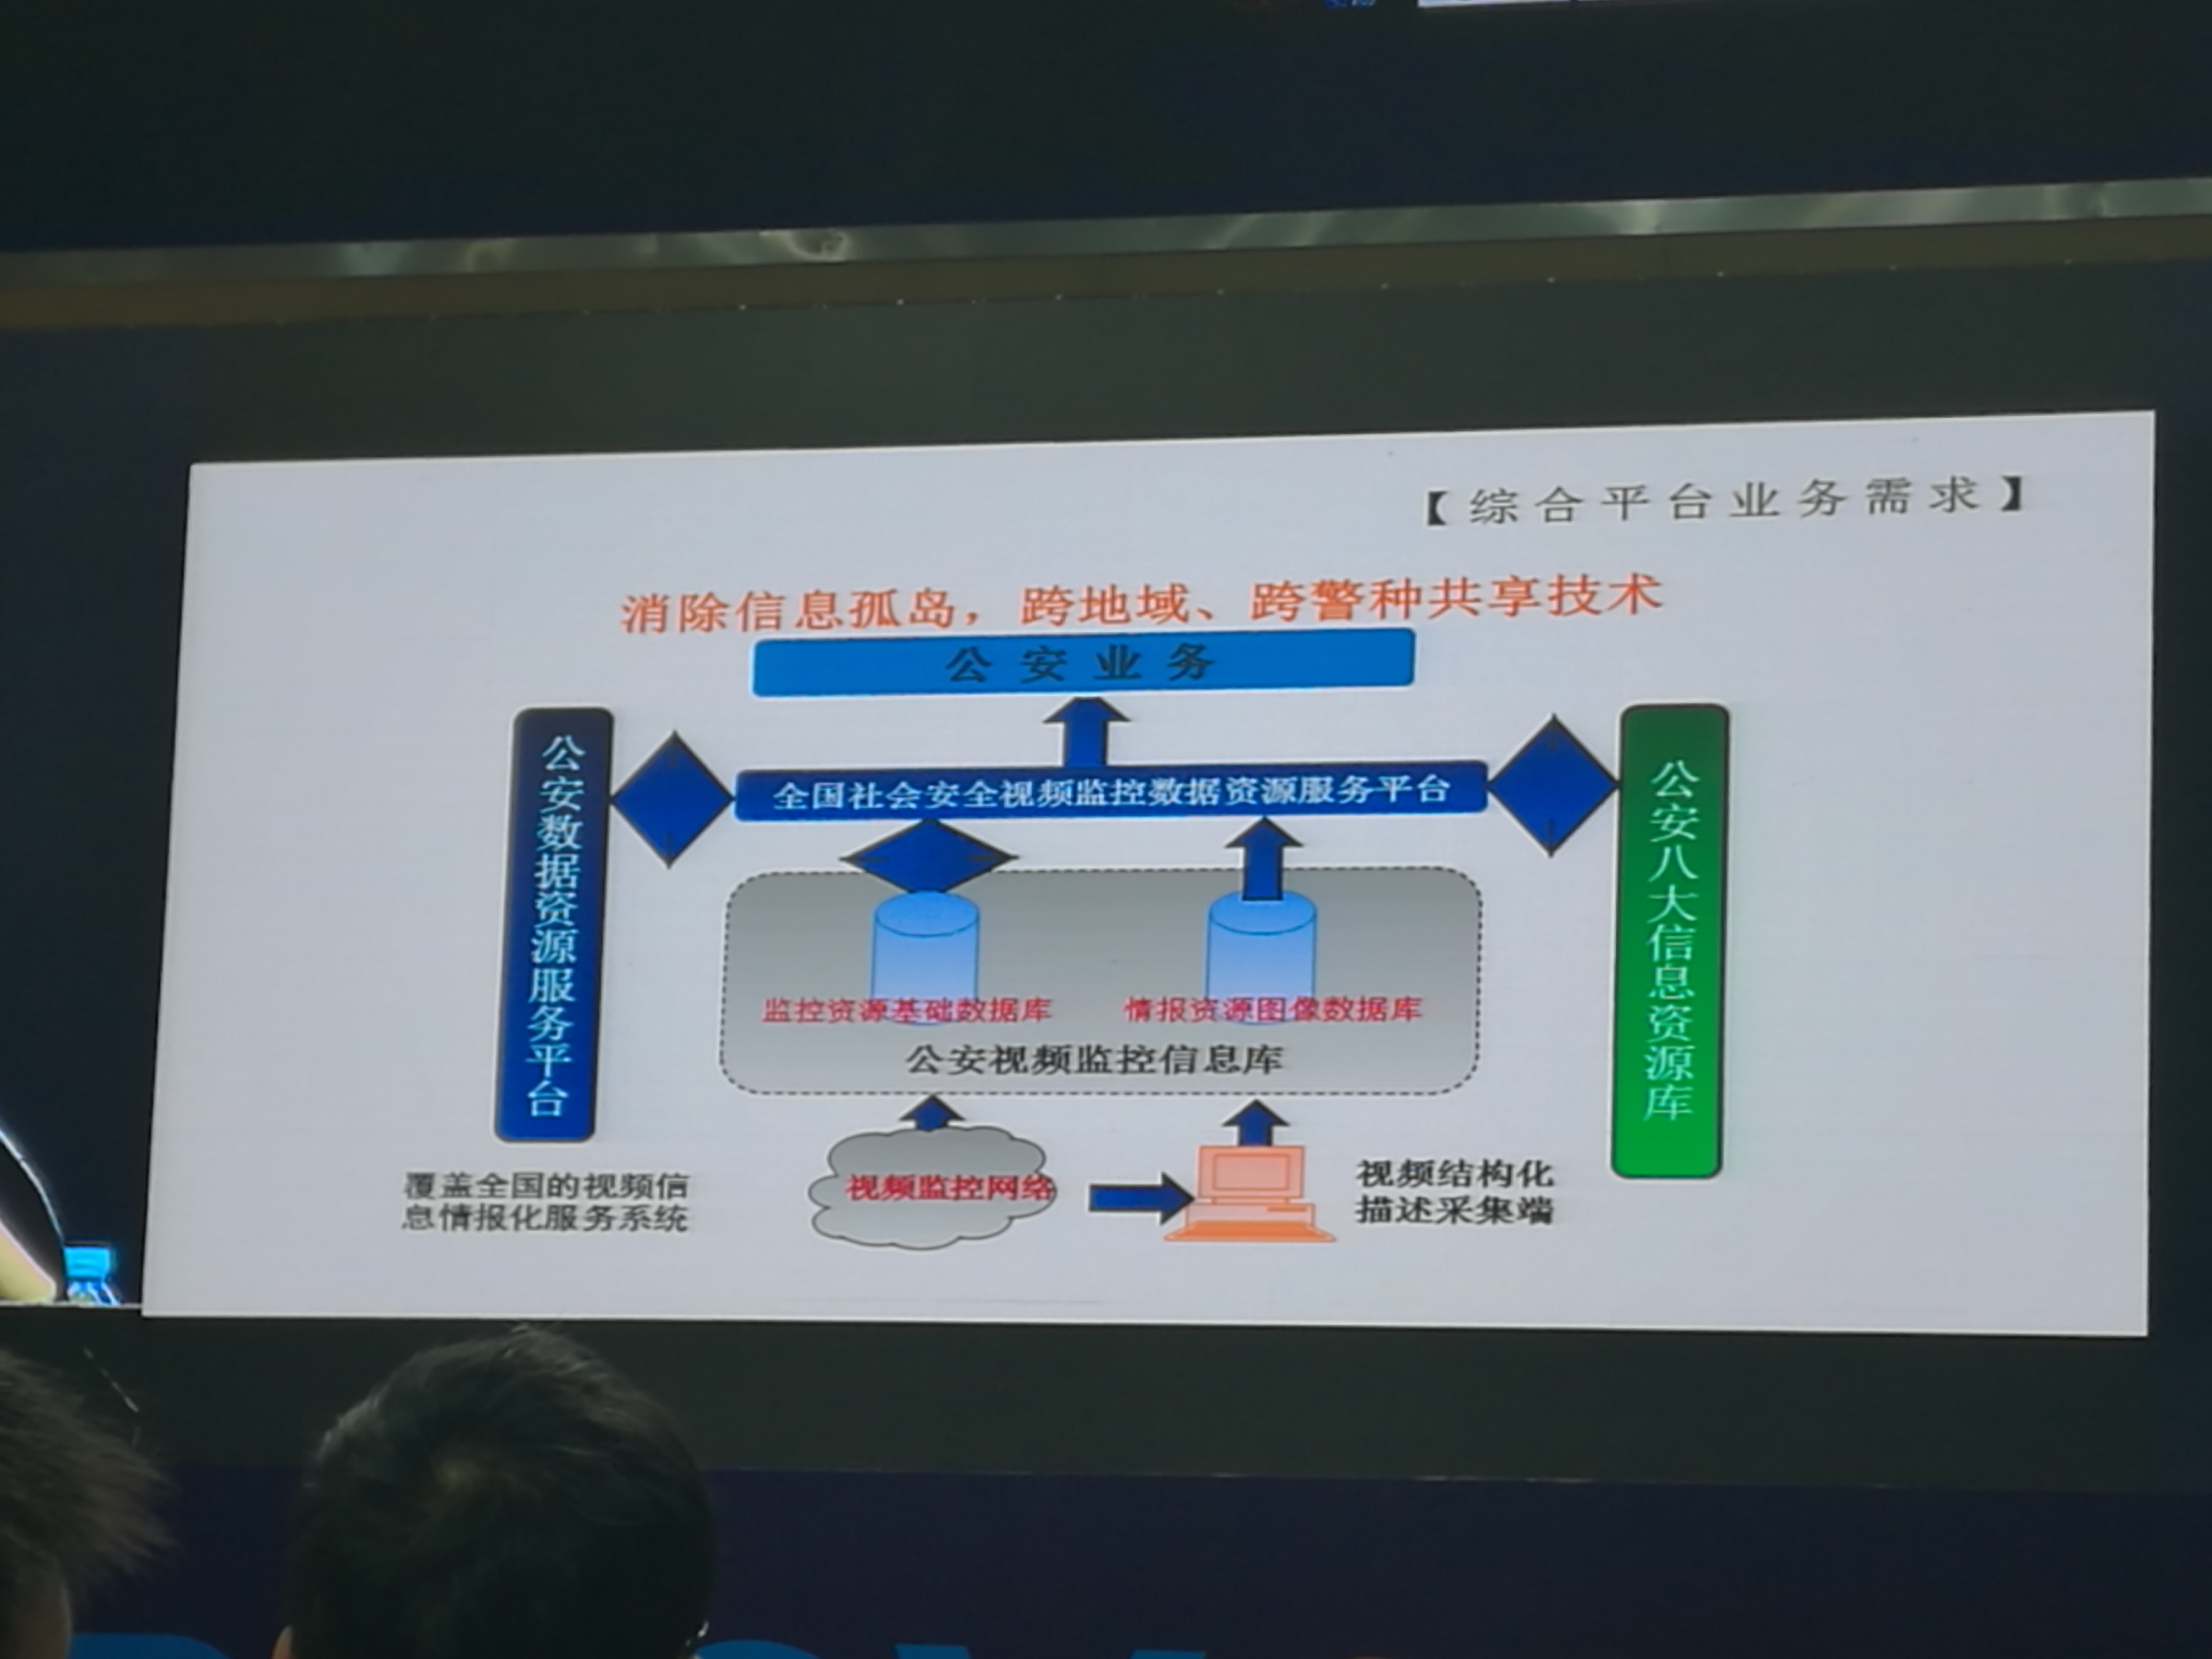 【综合平台业务需求】
消除信息孤岛，跨地域、跨警种共享技术
公安业务
公安数据资源服务平台
全国社会安全视频监控数据资源服务平台
公安八大信息资源库
监控资源基础数据库
情报资源图像数据库
公安视频监控信息库
覆盖全国的视频信
息情报化服务系统
视频监控网络
视频结构化
描述采集端